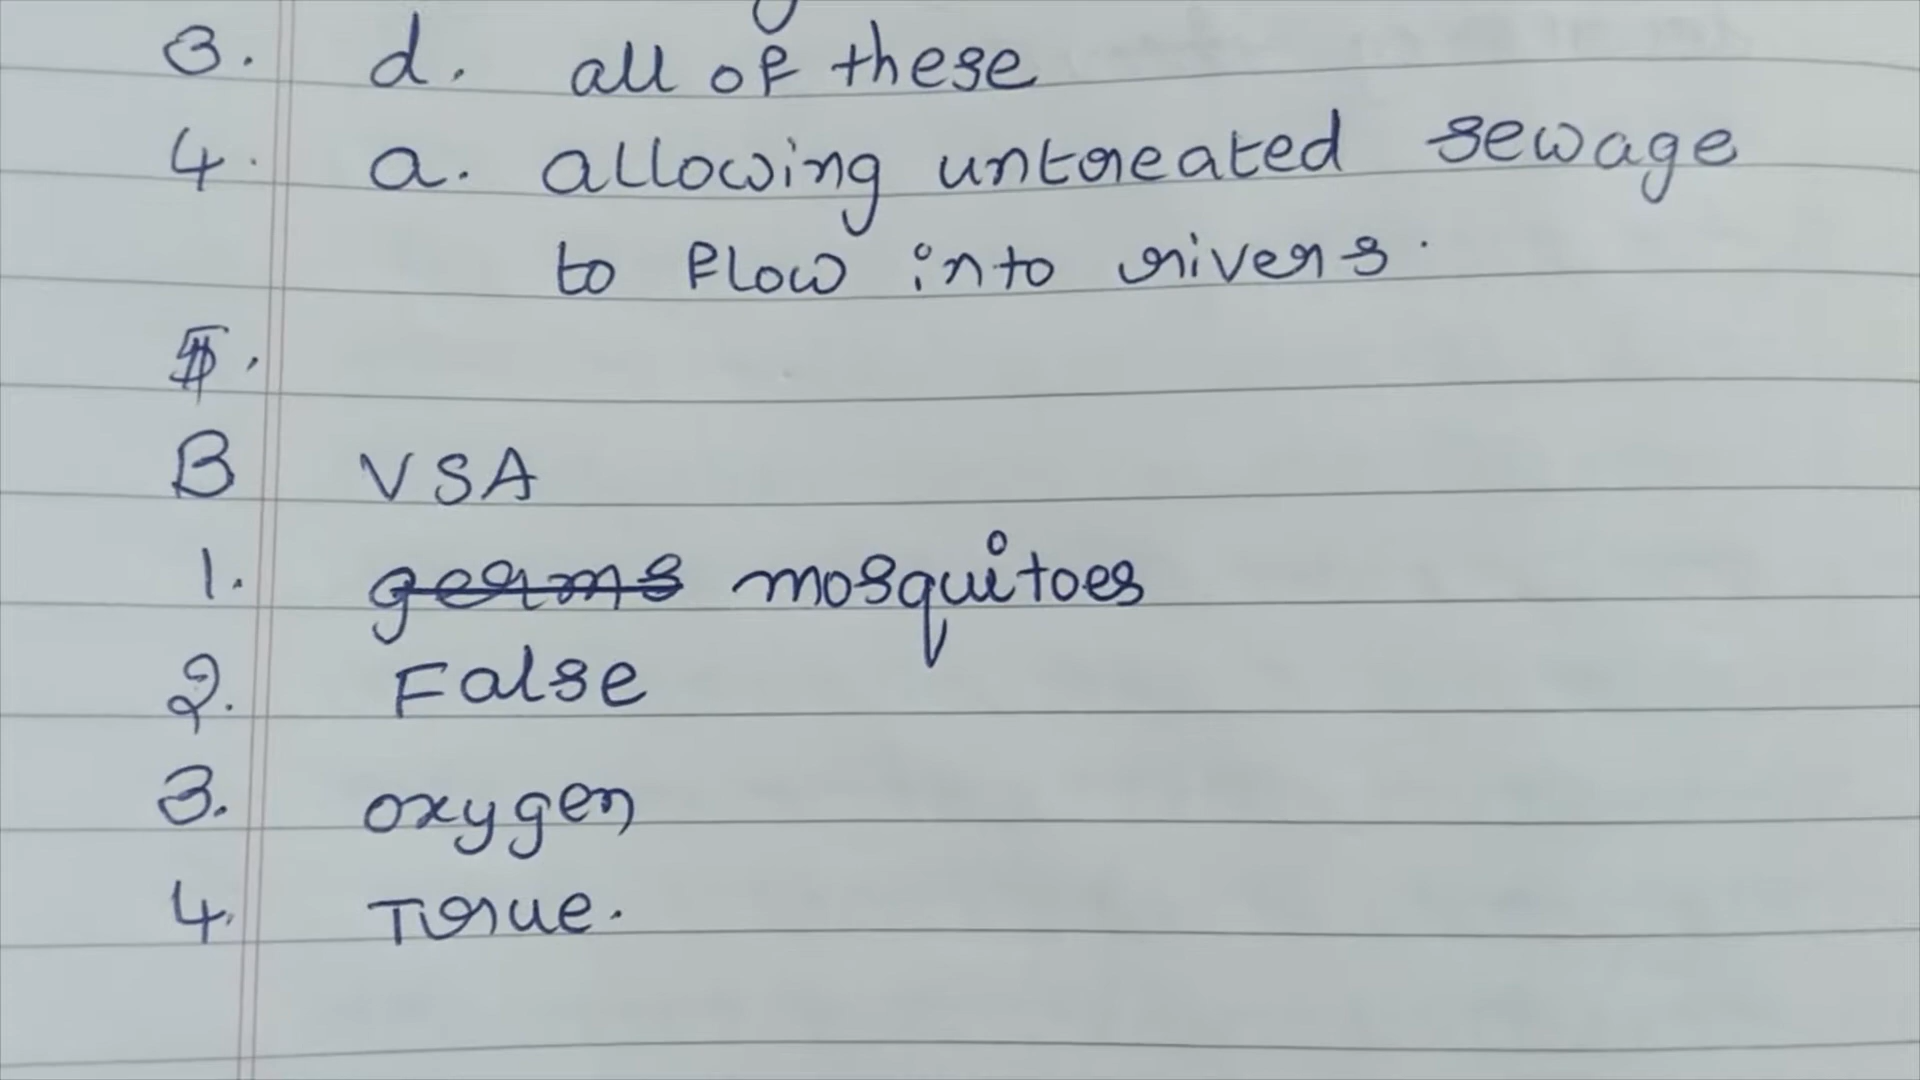 3. d. all of these
4. a. allowing untreated sewage
to flow into rivers.
B VSA
1. germs mosquitoes
2. False
3. oxygen
4. True.